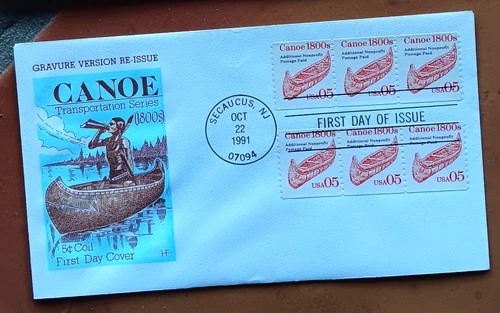 GRAVURE VERSION RE-ISSUE
CANOE
Transportation Series
(1800s)
5¢ Coil
First Day Cover
HF
SECAUCUS, NJ
OCT
22
1991
07094
Canoe 1800s
Additional Nonprofit
Postage Paid
USA 05
Canoe 1800s
Additional Nonprofit
Postage Paid
USA 05
Canoe 1800s
Additional Nonprofit
Postage Paid
USA 05
FIRST DAY OF ISSUE
Canoe 1800s
Additional Nonprofit
Postage Paid
USA 05
Canoe 1800s
Additional Nonprofit
Postage Paid
USA 05
Canoe 1800s
Additional Nonprofit
Postage Paid
USA 05